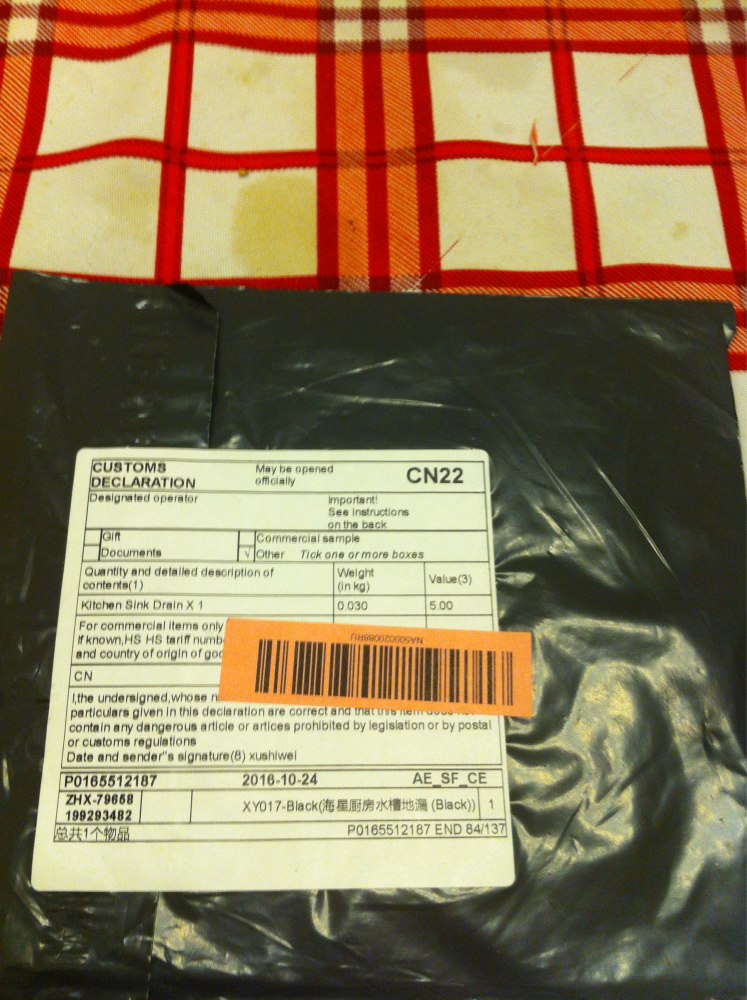 CUSTOMS DECLARATION
May be opened officially
CN22
Designated operator
Important!
See instructions
on the back
Gift
Commercial sample
Documents
√ Other Tick one or more boxes
Quantity and detailed description of contents(1)
Weight (in kg)
Value(3)
Kitchen Sink Drain X 1
0.030
5.00
For commercial items only
If known,HS HS tariff numb
and country of origin of goo
CN
I,the undersigned,whose n
particulars given in this declaration are correct and that this item does not
contain any dangerous article or artices prohibited by legislation or by postal
or customs regulations
Date and sender"s signature(8) xushiwei
P0165512187 2016-10-24 AE_SF_CE
ZHX-79658
199293482
XY017-Black(海星厨房水槽地漏 (Black)) 1
总共1个物品
P0165512187 END 84/137